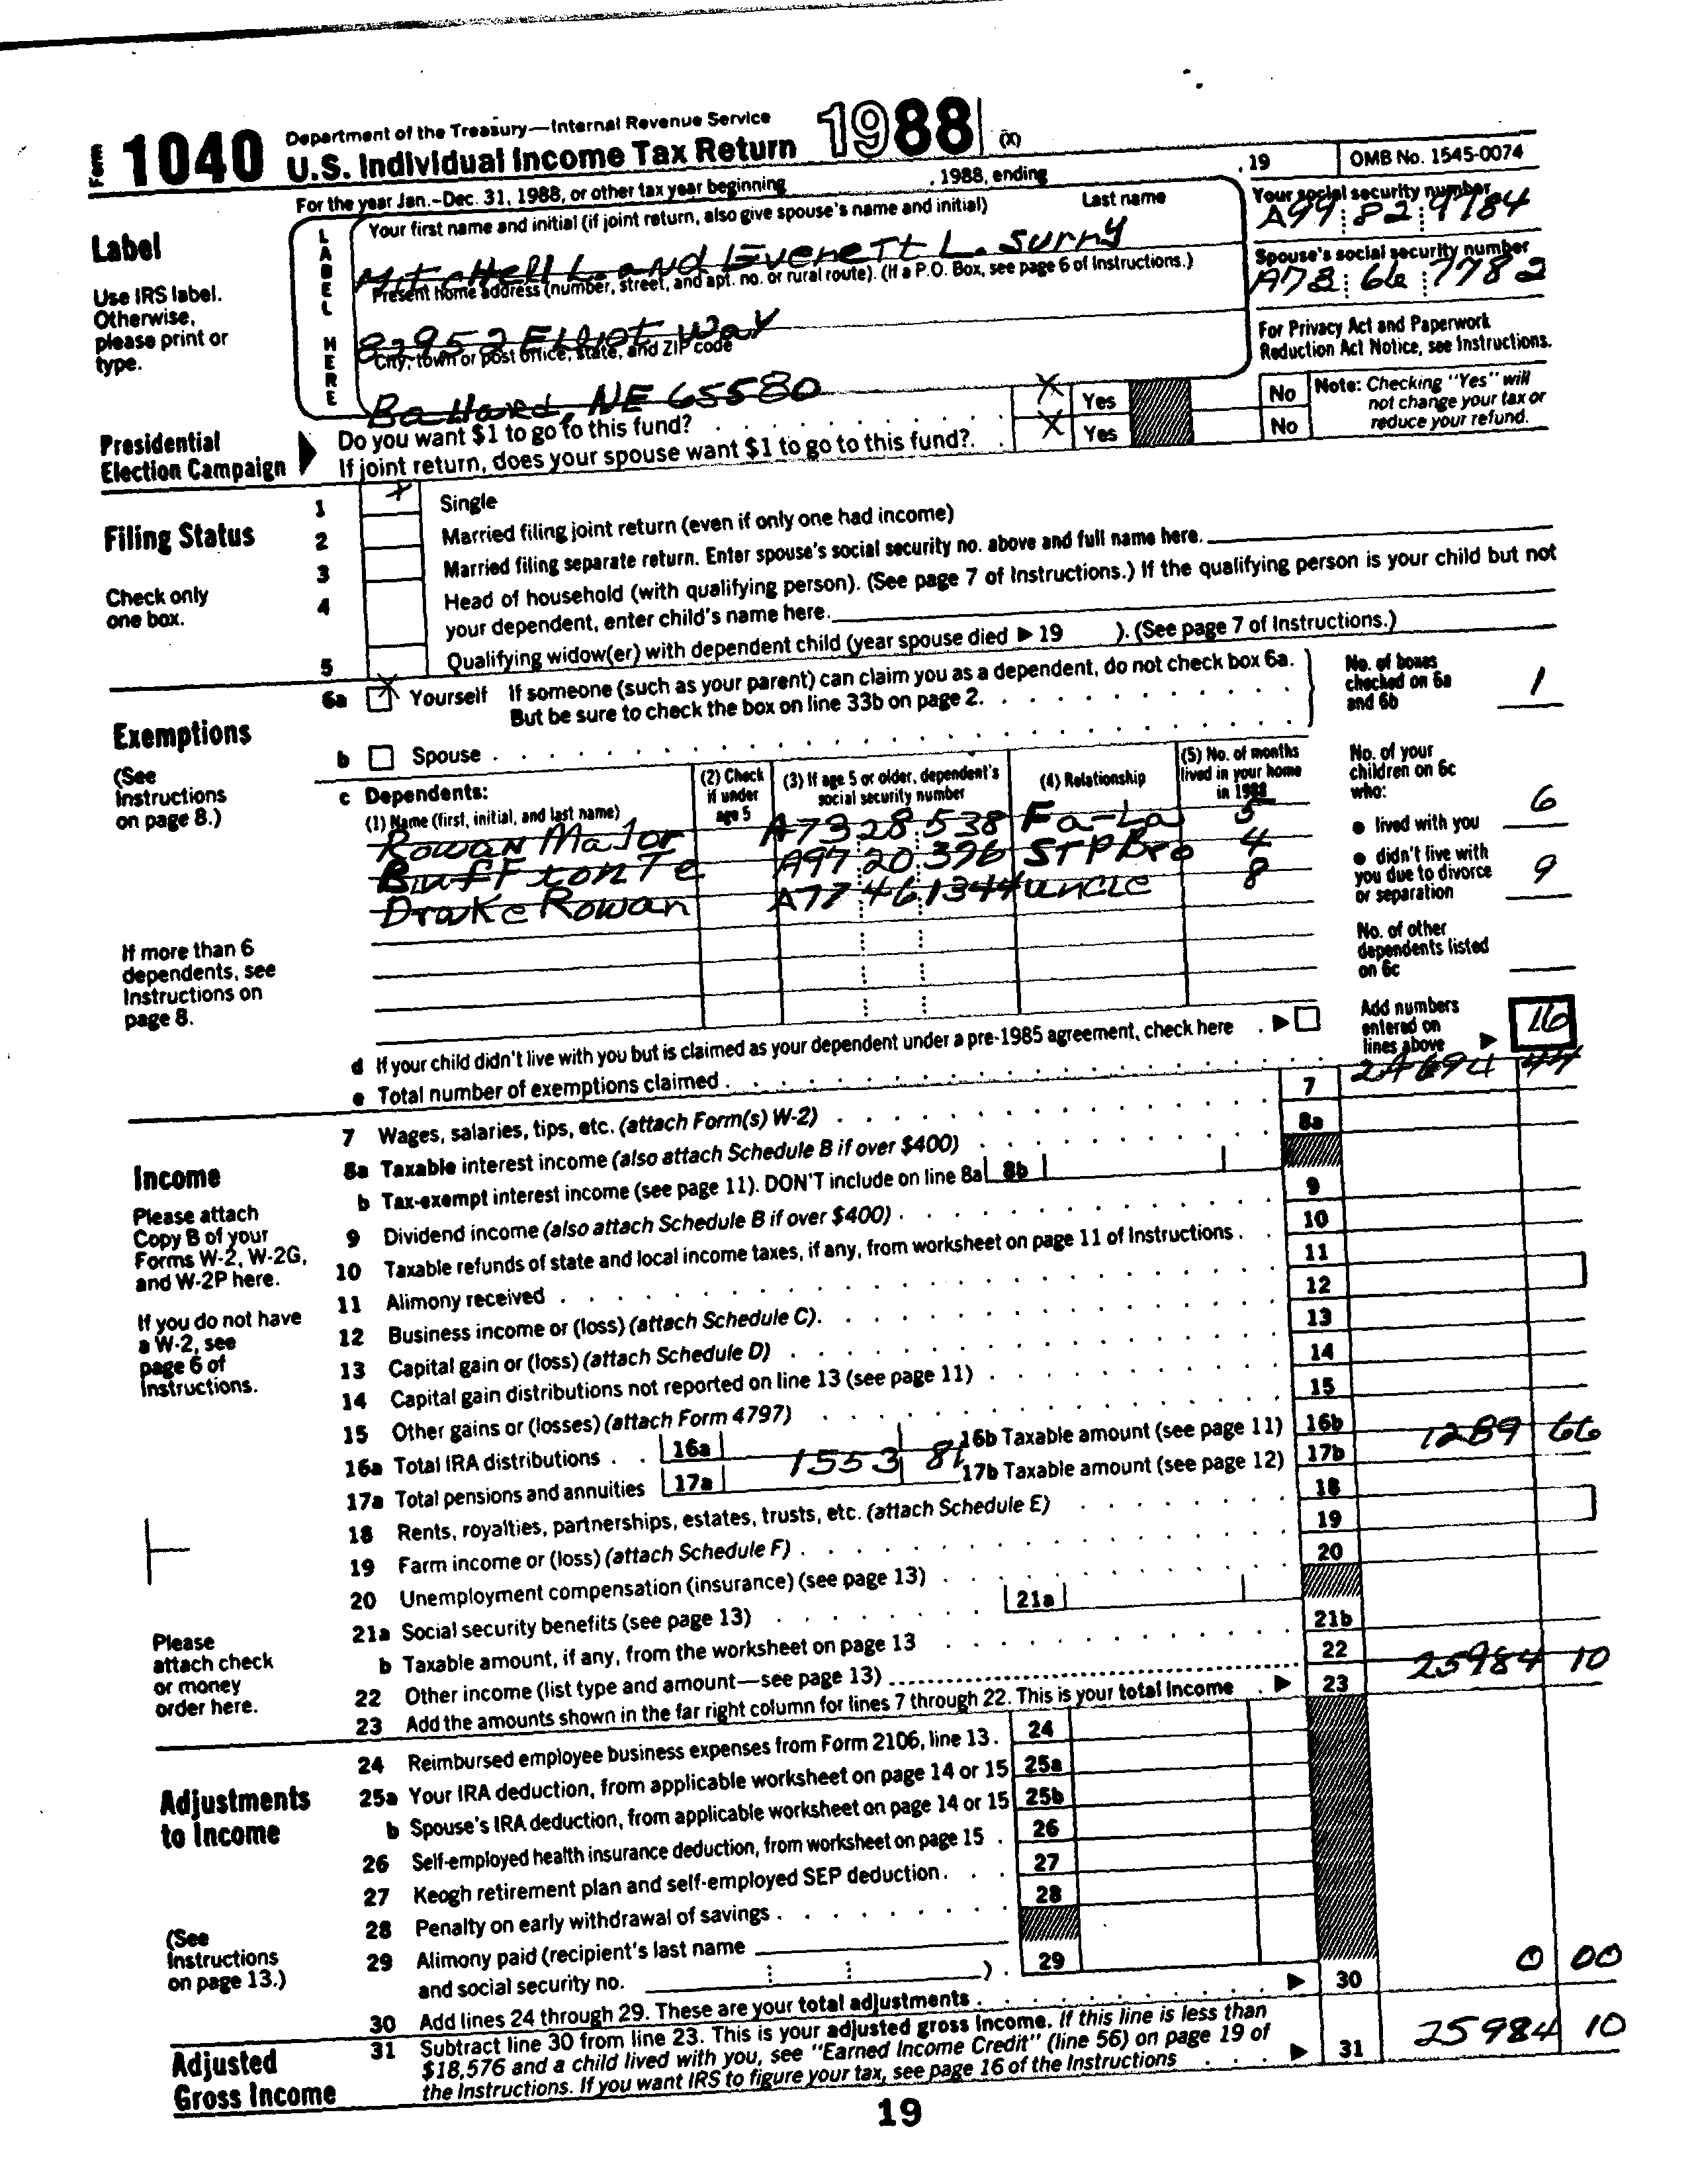 Form 1040 Department of the Treasury—Internal Revenue Service
U.S. Individual Income Tax Return 1988 (X)
For the year Jan.–Dec. 31, 1988, or other tax year beginning , 1988, ending , 19 OMB No. 1545-0074
Label
Use IRS label. Otherwise, please print or type.
LABEL HERE
Your first name and initial (if joint return, also give spouse's name and initial) Last name
Mitchell L. and Everett L. Surry
Your social security number
A99 82 9784
Present home address (number, street, and apt. no. or rural route). (If a P.O. Box, see page 6 of Instructions.)
82952 Elliot Way
Spouse's social security number
A78 66 7782
City, town or post office, state, and ZIP code
Ballard, NE 65580
For Privacy Act and Paperwork Reduction Act Notice, see Instructions.
Presidential Election Campaign
Do you want $1 to go to this fund? X Yes No
If joint return, does your spouse want $1 to go to this fund? X Yes No
Note: Checking "Yes" will not change your tax or reduce your refund.
Filing Status
Check only one box.
1 X Single
2 Married filing joint return (even if only one had income)
3 Married filing separate return. Enter spouse's social security no. above and full name here.
4 Head of household (with qualifying person). (See page 7 of Instructions.) If the qualifying person is your child but not
your dependent, enter child's name here.
5 Qualifying widow(er) with dependent child (year spouse died ▶ 19 ). (See page 7 of Instructions.)
Exemptions
(See Instructions on page 8.)
6a X Yourself If someone (such as your parent) can claim you as a dependent, do not check box 6a.
But be sure to check the box on line 33b on page 2.
No. of boxes checked on 6a and 6b 1
b Spouse
c Dependents:
(1) Name (first, initial, and last name)
(2) Check if under age 5
(3) If age 5 or older, dependent's social security number
(4) Relationship
(5) No. of months lived in your home in 1988
Rowan Major A73 28 538 Fa-La 5
Buffton Te A97 20 396 STPBro 4
Drake Rowan A77 46 1344 uncle 8
No. of your children on 6c who:
● lived with you 6
● didn't live with you due to divorce or separation 9
No. of other dependents listed on 6c
If more than 6 dependents, see Instructions on page 8.
d If your child didn't live with you but is claimed as your dependent under a pre-1985 agreement, check here ▶
e Total number of exemptions claimed
Add numbers entered on lines above ▶ 16
Income
Please attach Copy B of your Forms W-2, W-2G, and W-2P here.
If you do not have a W-2, see page 6 of Instructions.
Please attach check or money order here.
7 Wages, salaries, tips, etc. (attach Form(s) W-2) 7 24694 44
8a Taxable interest income (also attach Schedule B if over $400) 8a
b Tax-exempt interest income (see page 11). DON'T include on line 8a 8b
9 Dividend income (also attach Schedule B if over $400) 9
10 Taxable refunds of state and local income taxes, if any, from worksheet on page 11 of Instructions 10
11 Alimony received 11
12 Business income or (loss) (attach Schedule C) 12
13 Capital gain or (loss) (attach Schedule D) 13
14 Capital gain distributions not reported on line 13 (see page 11) 14
15 Other gains or (losses) (attach Form 4797) 15
16a Total IRA distributions 16a 16b Taxable amount (see page 11) 16b
17a Total pensions and annuities 17a 1553 81 17b Taxable amount (see page 12) 17b 1289 66
18 Rents, royalties, partnerships, estates, trusts, etc. (attach Schedule E) 18
19 Farm income or (loss) (attach Schedule F) 19
20 Unemployment compensation (insurance) (see page 13) 20
21a Social security benefits (see page 13) 21a
b Taxable amount, if any, from the worksheet on page 13 21b
22 Other income (list type and amount—see page 13) 22
23 Add the amounts shown in the far right column for lines 7 through 22. This is your total income ▶ 23 25984 10
Adjustments to Income
(See Instructions on page 13.)
24 Reimbursed employee business expenses from Form 2106, line 13. 24
25a Your IRA deduction, from applicable worksheet on page 14 or 15 25a
b Spouse's IRA deduction, from applicable worksheet on page 14 or 15 25b
26 Self-employed health insurance deduction, from worksheet on page 15 26
27 Keogh retirement plan and self-employed SEP deduction 27
28 Penalty on early withdrawal of savings 28
29 Alimony paid (recipient's last name
and social security no. ) 29
30 Add lines 24 through 29. These are your total adjustments ▶ 30 0 00
Adjusted Gross Income
31 Subtract line 30 from line 23. This is your adjusted gross income. If this line is less than
$18,576 and a child lived with you, see "Earned Income Credit" (line 56) on page 19 of
the Instructions. If you want IRS to figure your tax, see page 16 of the Instructions ▶ 31 25984 10
19